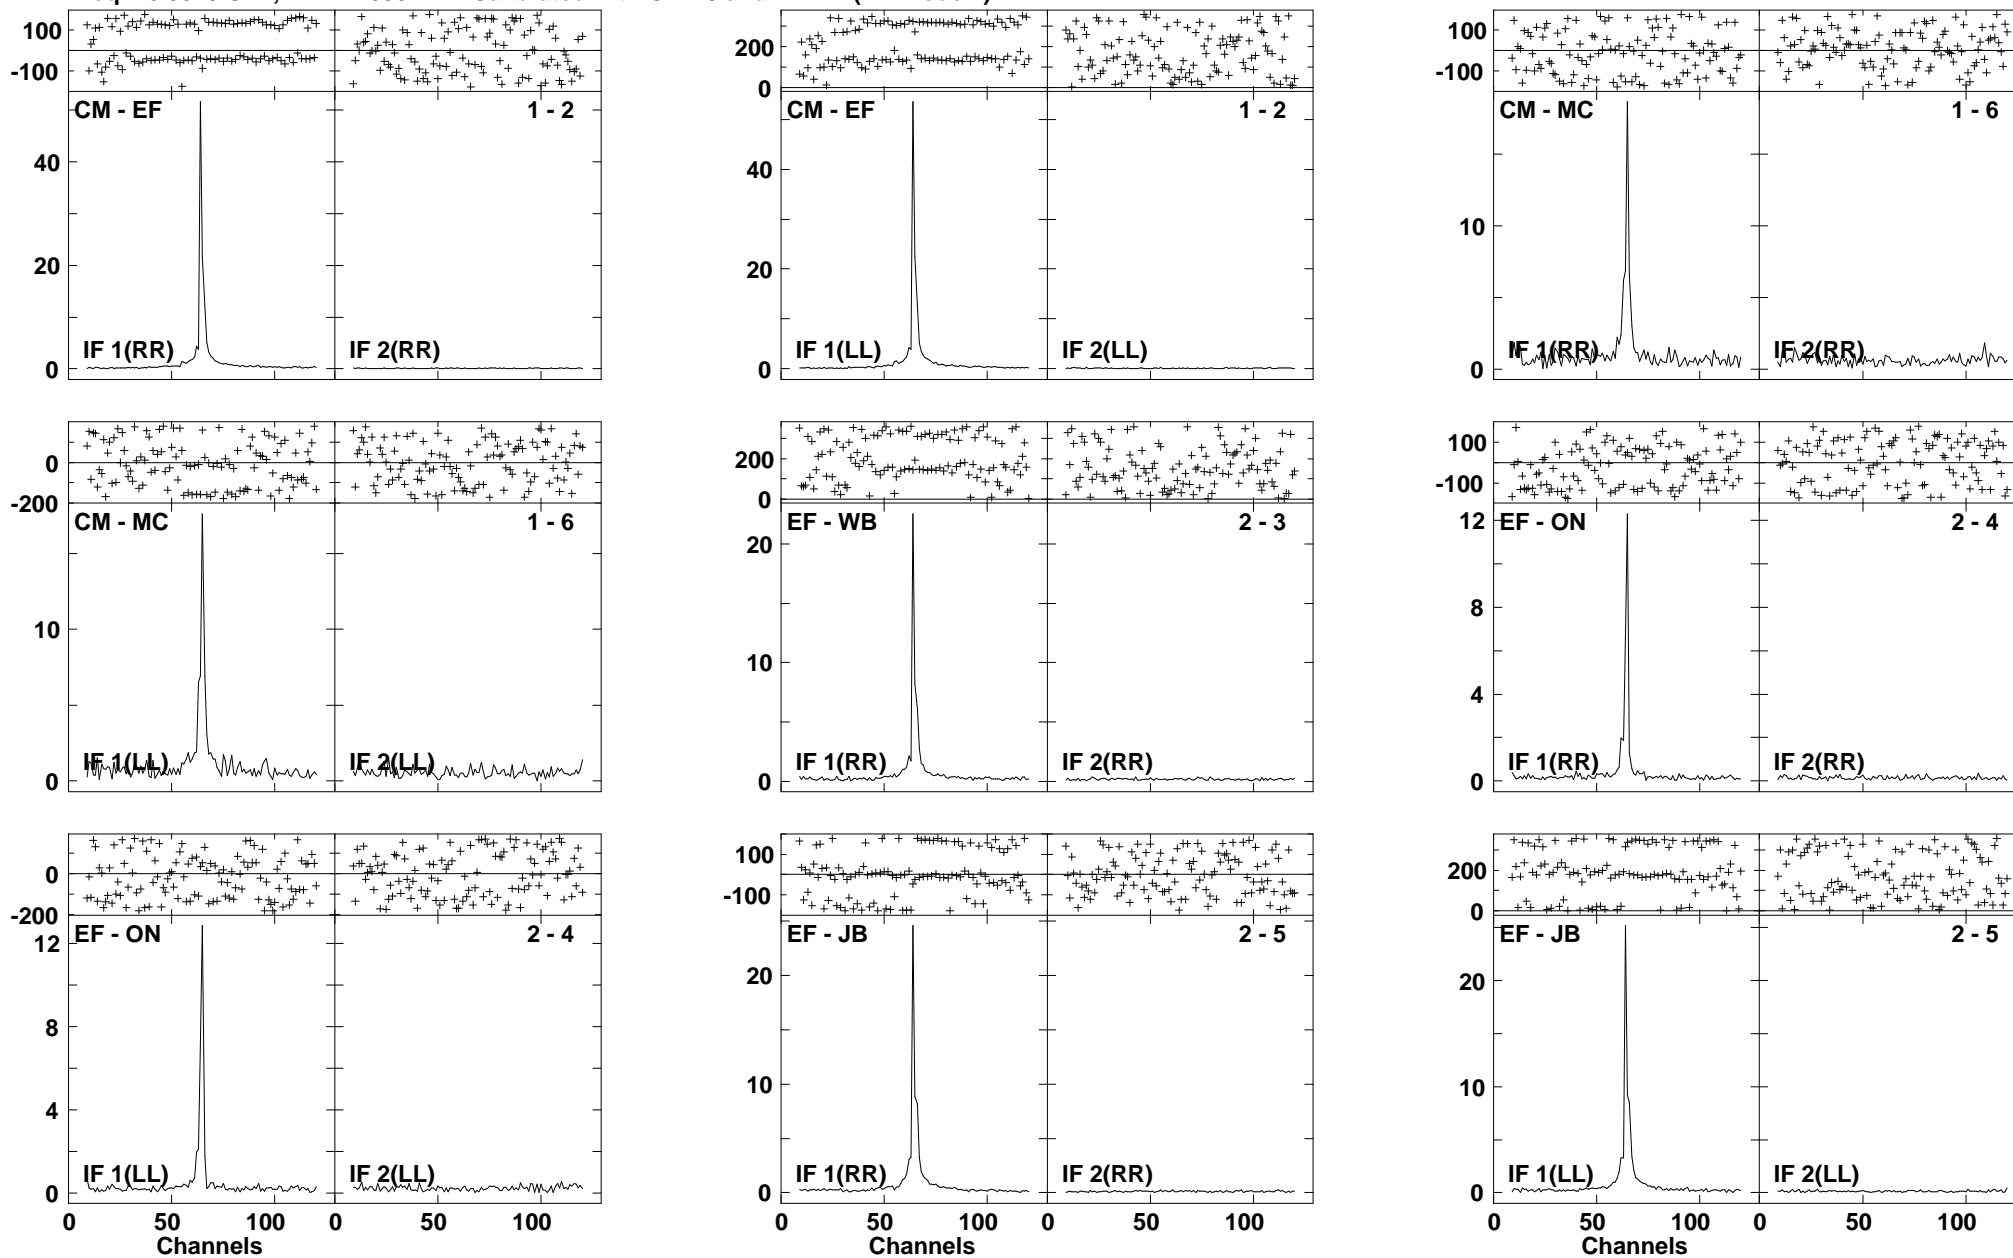 100
-100
CM - EF
1 - 2
40
20
0
IF 1(RR)
IF 2(RR)
200
0
CM - EF
1 - 2
40
20
0
IF 1(LL)
IF 2(LL)
100
-100
CM - MC
1 - 6
10
0
IF 1(RR)
IF 2(RR)
0
-200
CM - MC
1 - 6
10
0
IF 1(LL)
IF 2(LL)
200
0
EF - WB
2 - 3
20
10
0
IF 1(RR)
IF 2(RR)
100
-100
EF - ON
2 - 4
12
8
4
0
IF 1(RR)
IF 2(RR)
0
-200
EF - ON
2 - 4
12
8
4
0
IF 1(LL)
IF 2(LL)
0 50 100 0 50 100
Channels
100
-100
EF - JB
2 - 5
20
10
0
IF 1(RR)
IF 2(RR)
0 50 100 0 50 100
Channels
200
0
EF - JB
2 - 5
20
10
0
IF 1(LL)
IF 2(LL)
0 50 100 0 50 100
Channels